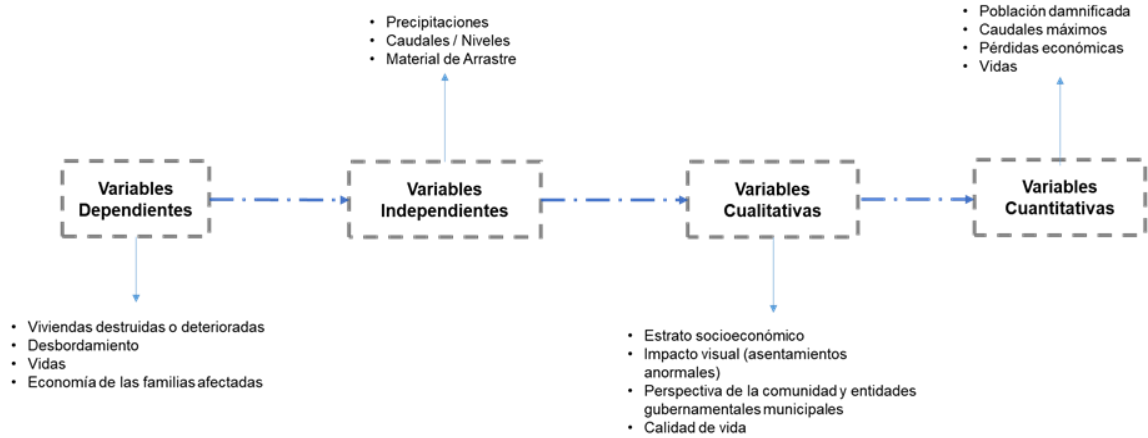 • Precipitaciones
• Caudales / Niveles
• Material de Arrastre
• Población damnificada
• Caudales máximos
• Pérdidas económicas
• Vidas
Variables
Dependientes
Variables
Independientes
Variables
Cualitativas
Variables
Cuantitativas
• Viviendas destruidas o deterioradas
• Desbordamiento
• Vidas
• Economía de las familias afectadas
• Estrato socioeconómico
• Impacto visual (asentamientos
anormales)
• Perspectiva de la comunidad y entidades
gubernamentales municipales
• Calidad de vida